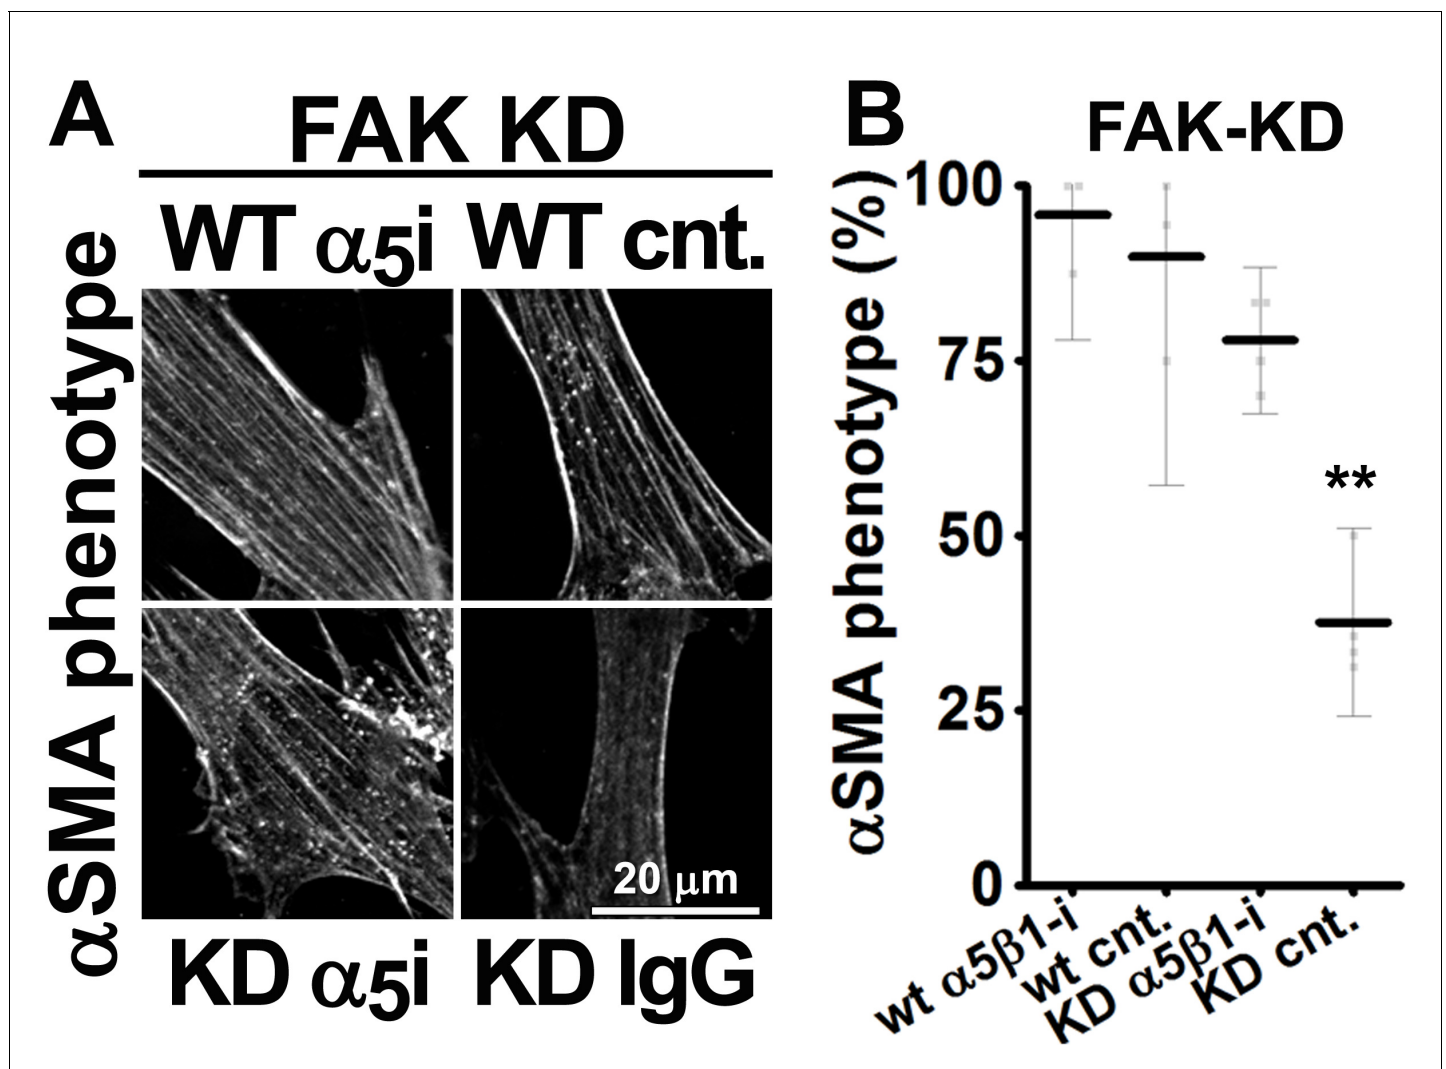 A
FAK KD
WT α5i WT cnt.
αSMA phenotype
20 µm
KD α5i KD IgG
B
FAK-KD
αSMA phenotype (%)
100
75
50
25
0
**
wt α5β1-i
wt cnt.
KD α5β1-i
KD cnt.